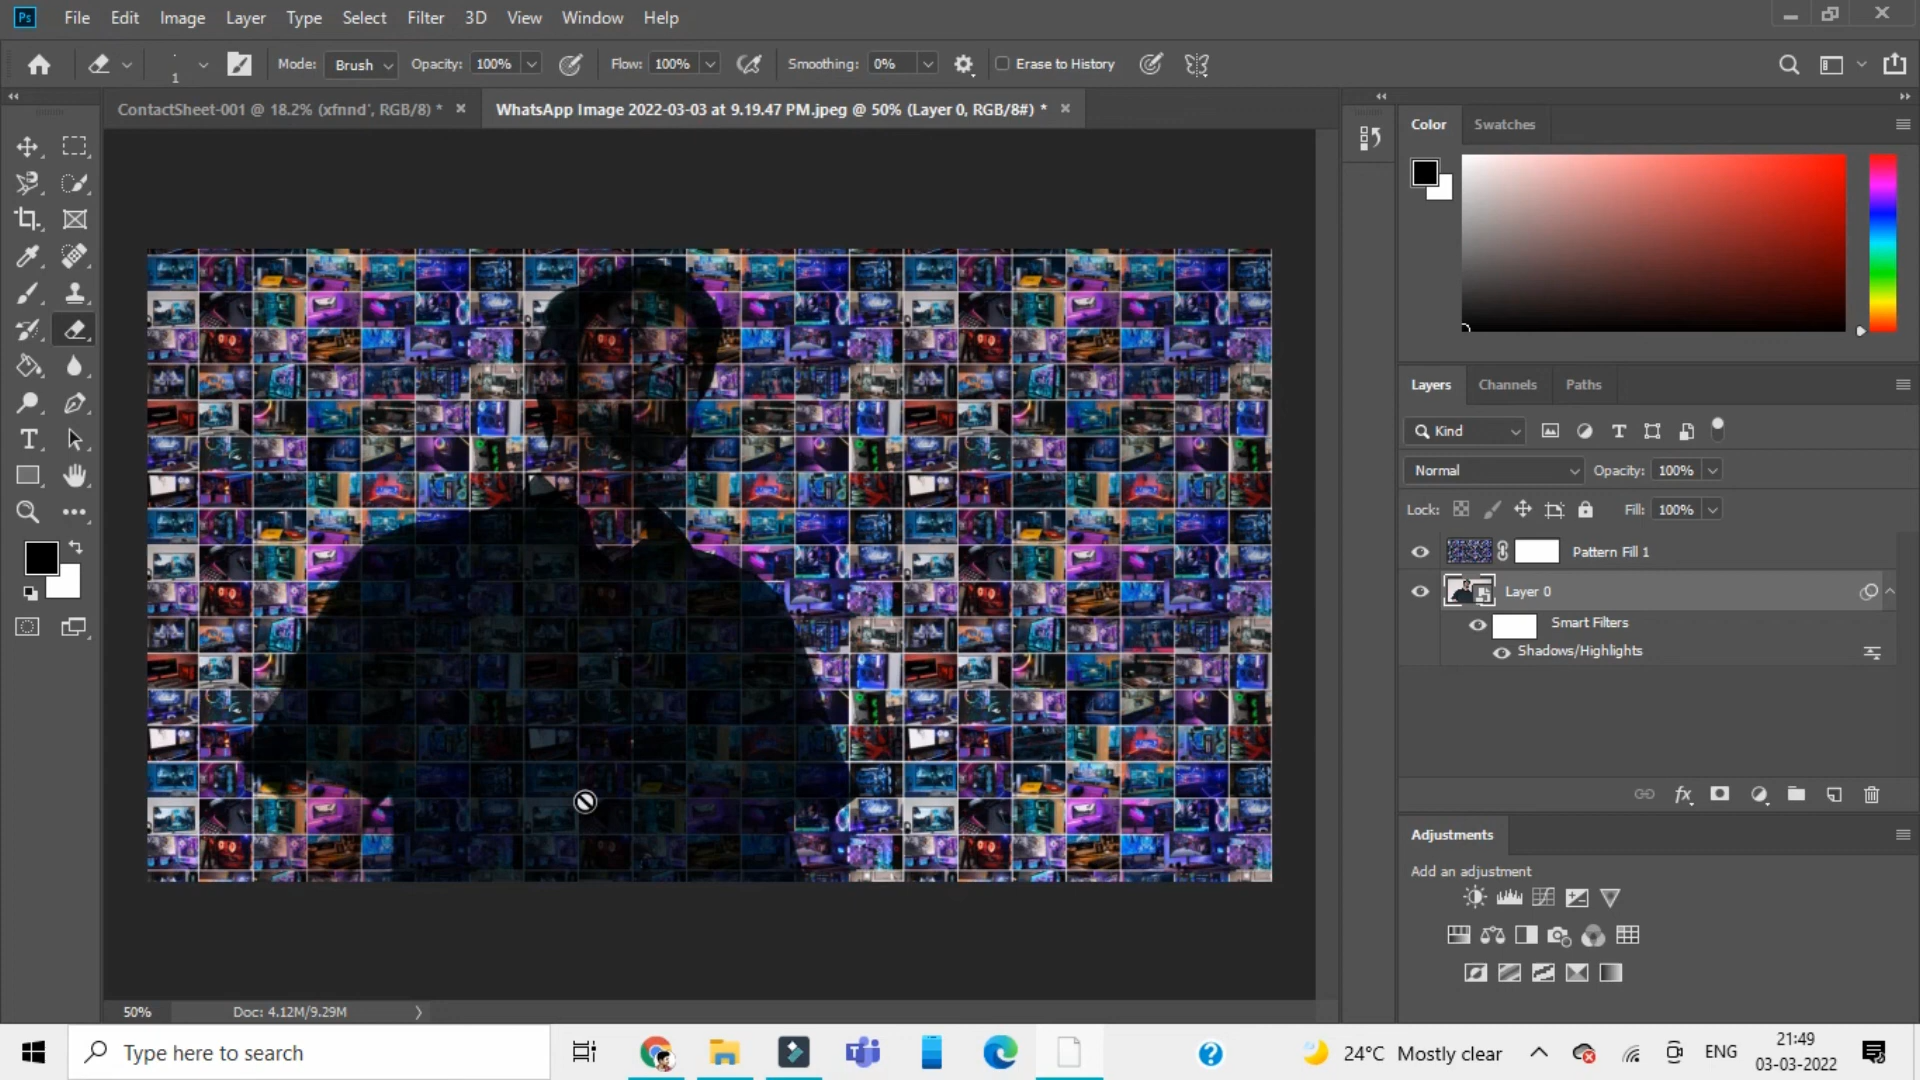 Ps File Edit Image Layer Type Select Filter 3D View Window Help
1 Mode: Brush Opacity: 100% Flow: 100% Smoothing: 0% Erase to History
ContactSheet-001 @ 18.2% (xfnnd', RGB/8) * WhatsApp Image 2022-03-03 at 9.19.47 PM.jpeg @ 50% (Layer 0, RGB/8#) *
Color Swatches
Layers Channels Paths
Kind
Normal Opacity: 100%
Lock: Fill: 100%
Pattern Fill 1
Layer 0
Smart Filters
Shadows/Highlights
fx
Adjustments
Add an adjustment
50% Doc: 4.12M/9.29M
Type here to search
24°C Mostly clear
ENG
21:49
03-03-2022